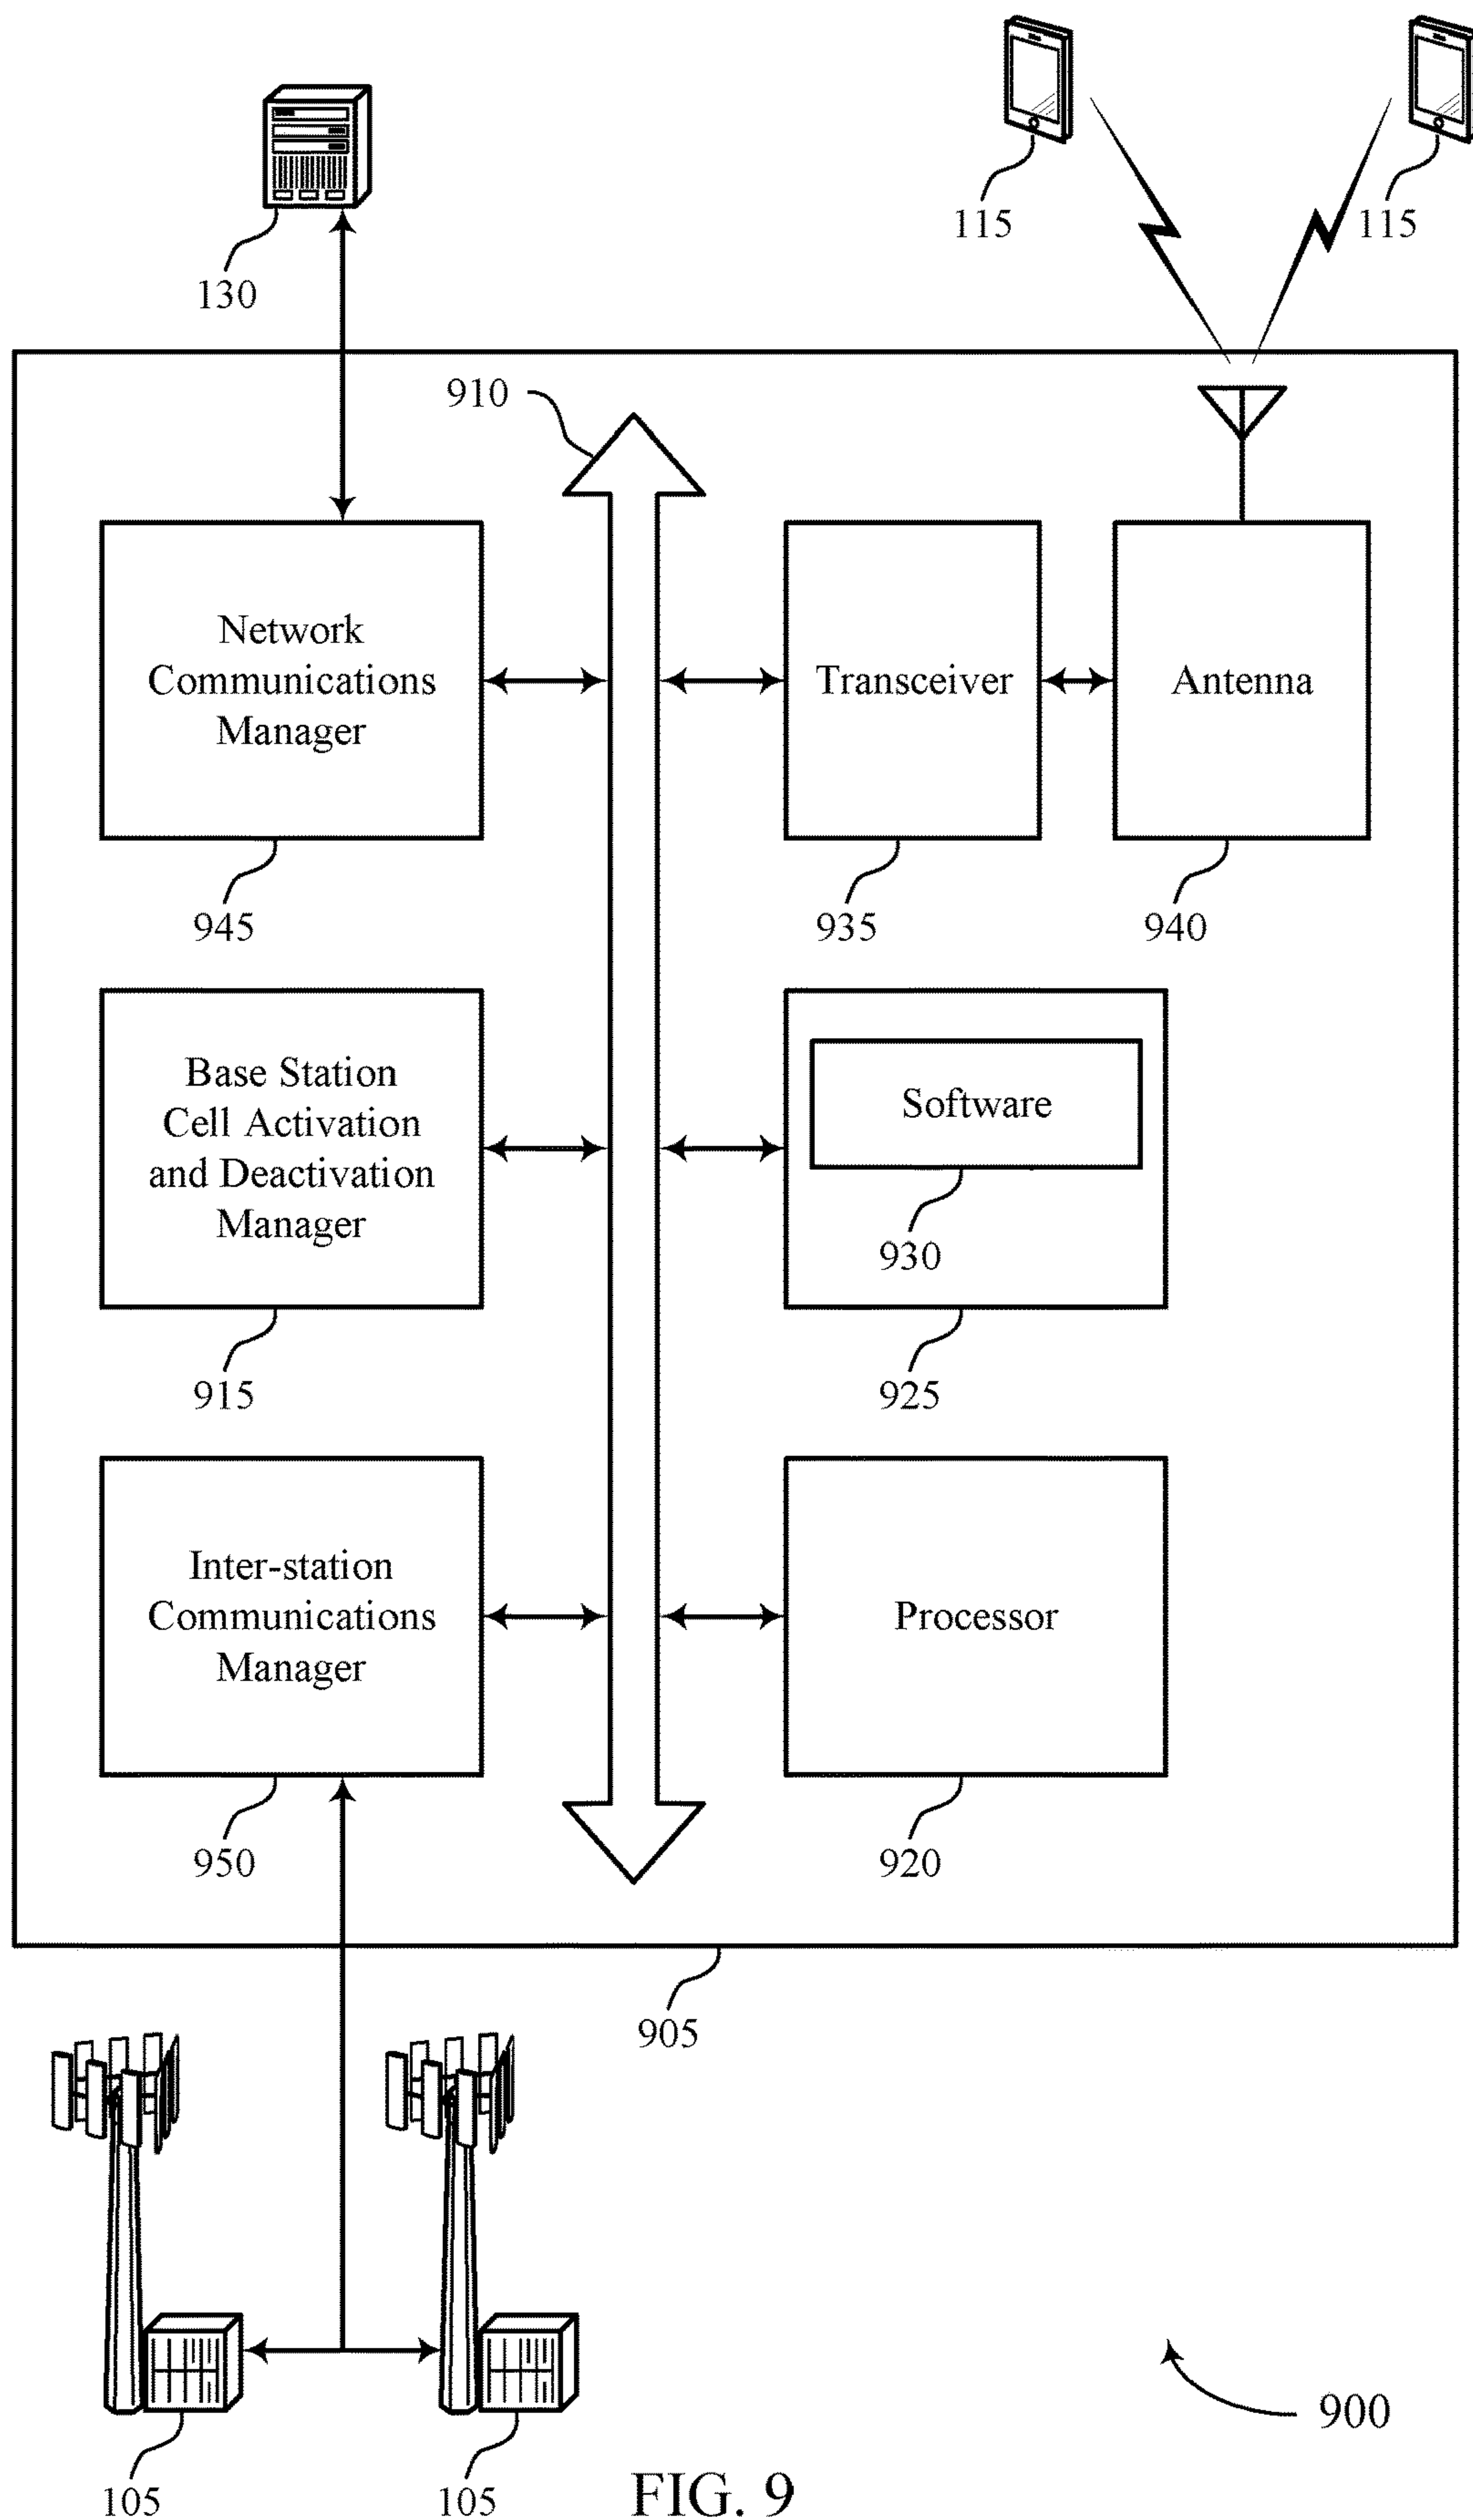 115
115
130
910
Network
Communications
Manager
Transceiver
Antenna
945
935
940
Base Station
Cell Activation
and Deactivation
Manager
Software
930
915
925
Inter-station
Communications
Manager
Processor
950
920
905
900
105
105
FIG. 9